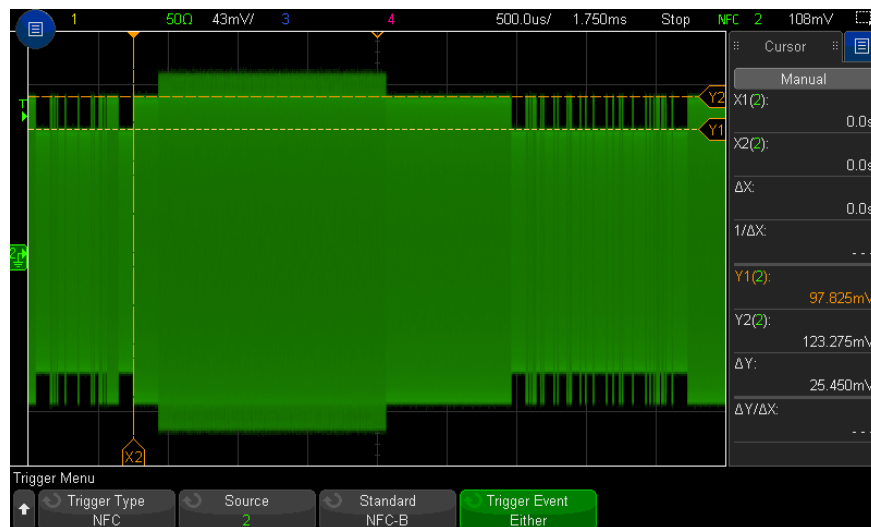 1 50Ω 43mV/ 3 4 500.0us/ 1.750ms Stop NFC 2 108mV
Cursor
Manual
T
Y2
Y1
X1(2):
0.0s
X2(2):
0.0s
ΔX:
0.0s
1/ΔX:
---
2
Y1(2):
97.825mV
Y2(2):
123.275mV
ΔY:
25.450mV
ΔY/ΔX:
---
X2
Trigger Menu
Trigger Type Source Standard Trigger Event
NFC 2 NFC-B Either